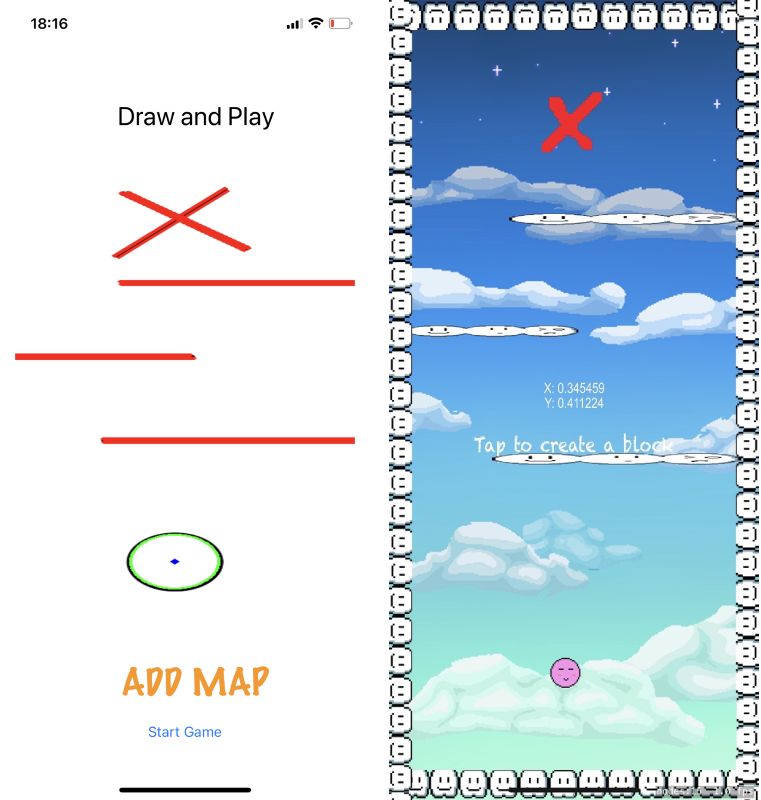 18:16
Draw and Play
ADD MAP
Start Game
X: 0.345459
Y: 0.411224
Tap to create a block